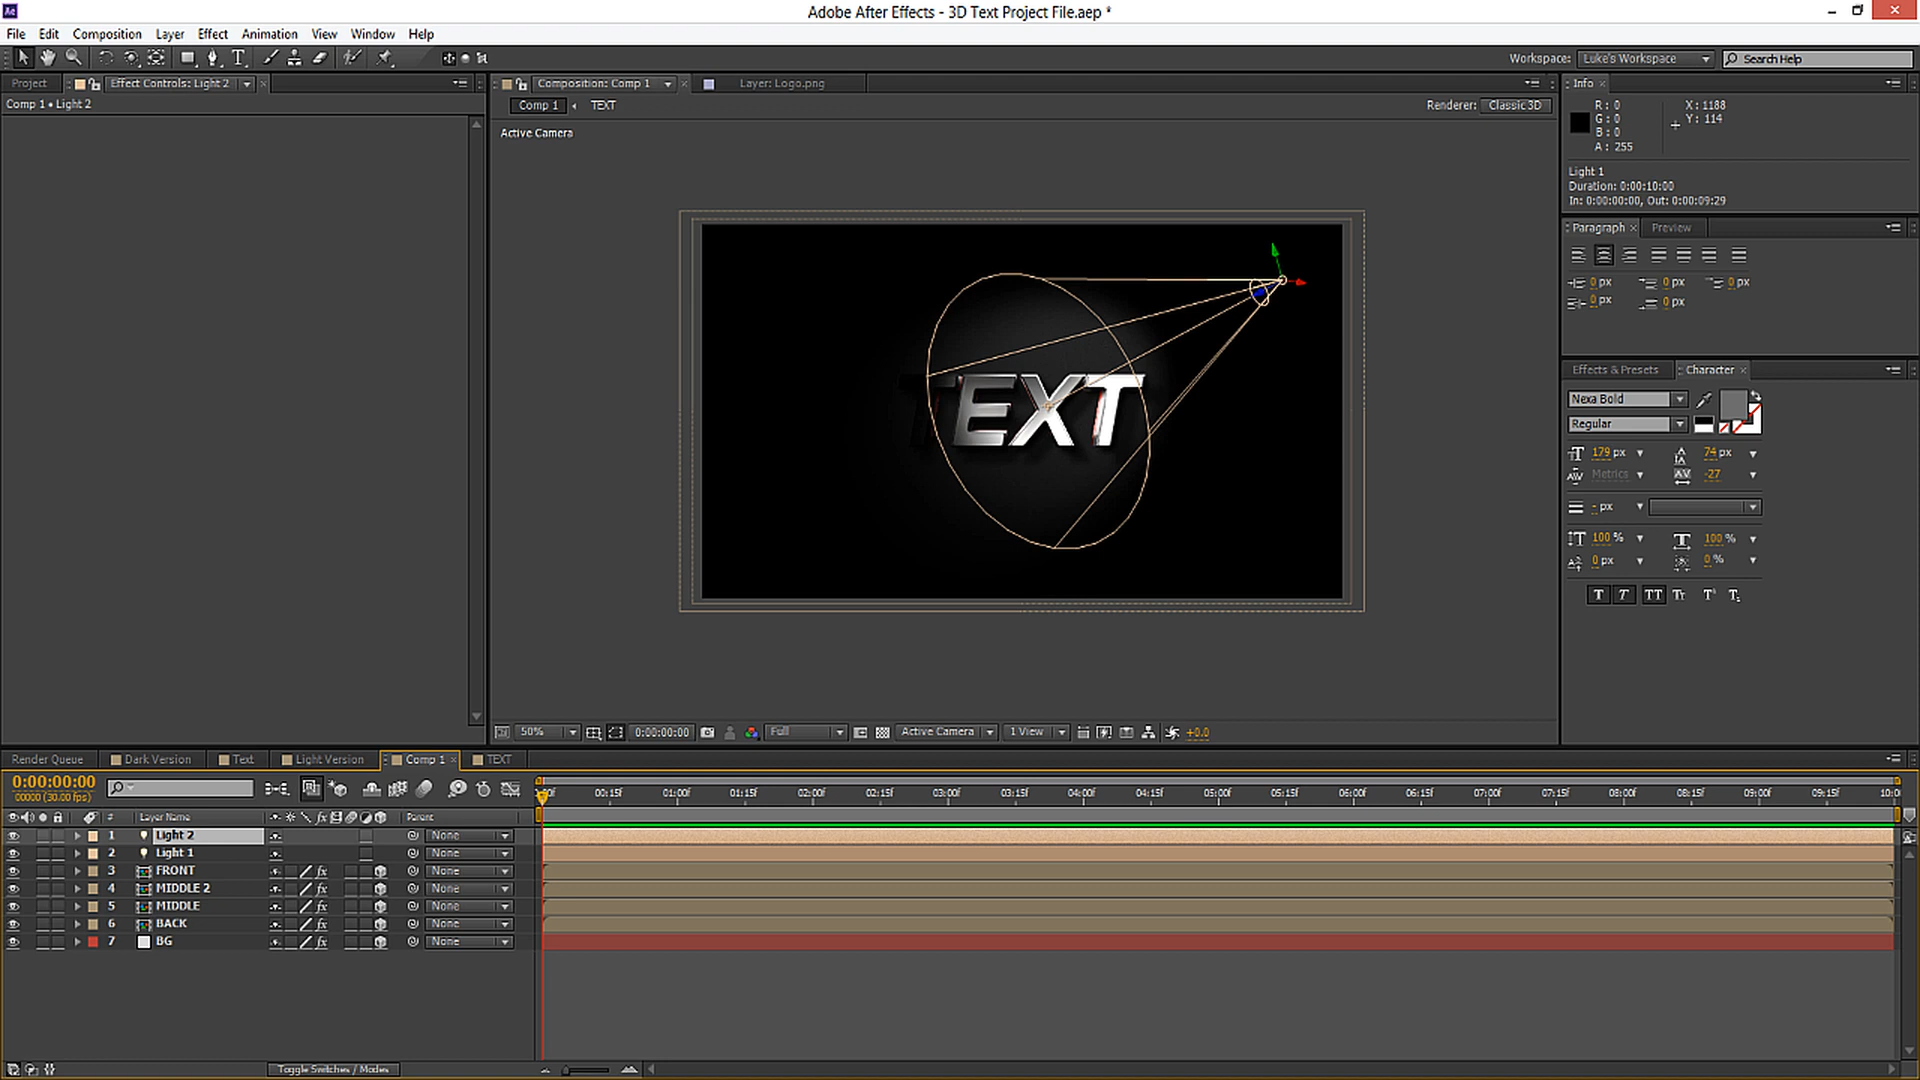 Ae
Adobe After Effects - 3D Text Project File.aep *
File Edit Composition Layer Effect Animation View Window Help
Workspace: Luke's Workspace Search Help
Project Effect Controls: Light 2 Composition: Comp 1 Layer: Logo.png Info
Comp 1 • Light 2
Comp 1 TEXT Renderer: Classic 3D
Active Camera
R : 0 X : 1188
G : 0 Y : 114
B : 0
A : 255
Light 1
Duration: 0:00:10:00
In: 0:00:00:00, Out: 0:00:09:29
Paragraph Preview
0 px 0 px 0 px
0 px 0 px
TEXT
Effects & Presets Character
Nexa Bold
Regular
179 px 74 px
Metrics -27
- px
100 % 100 %
0 px 0 %
T T TT Tr T T
50% 0:00:00:00 Full Active Camera 1 View +0.0
Render Queue Dark Version Text Light Version Comp 1 TEXT
0:00:00:00
00000 (30.00 fps)
00:15f 01:00f 01:15f 02:00f 02:15f 03:00f 03:15f 04:00f 04:15f 05:00f 05:15f 06:00f 06:15f 07:00f 07:15f 08:00f 08:15f 09:00f 09:15f 10:0
# Layer Name fx Parent
1 Light 2 None
2 Light 1 None
3 FRONT fx None
4 MIDDLE 2 fx None
5 MIDDLE fx None
6 BACK fx None
7 BG fx None
Toggle Switches / Modes